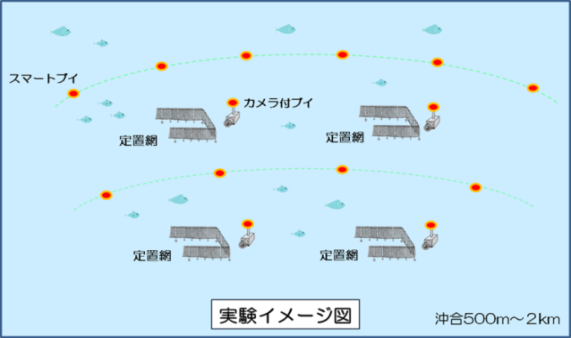 スマートブイ
カメラ付ブイ
定置網
定置網
定置網
定置網
実験イメージ図
沖合500m～2km